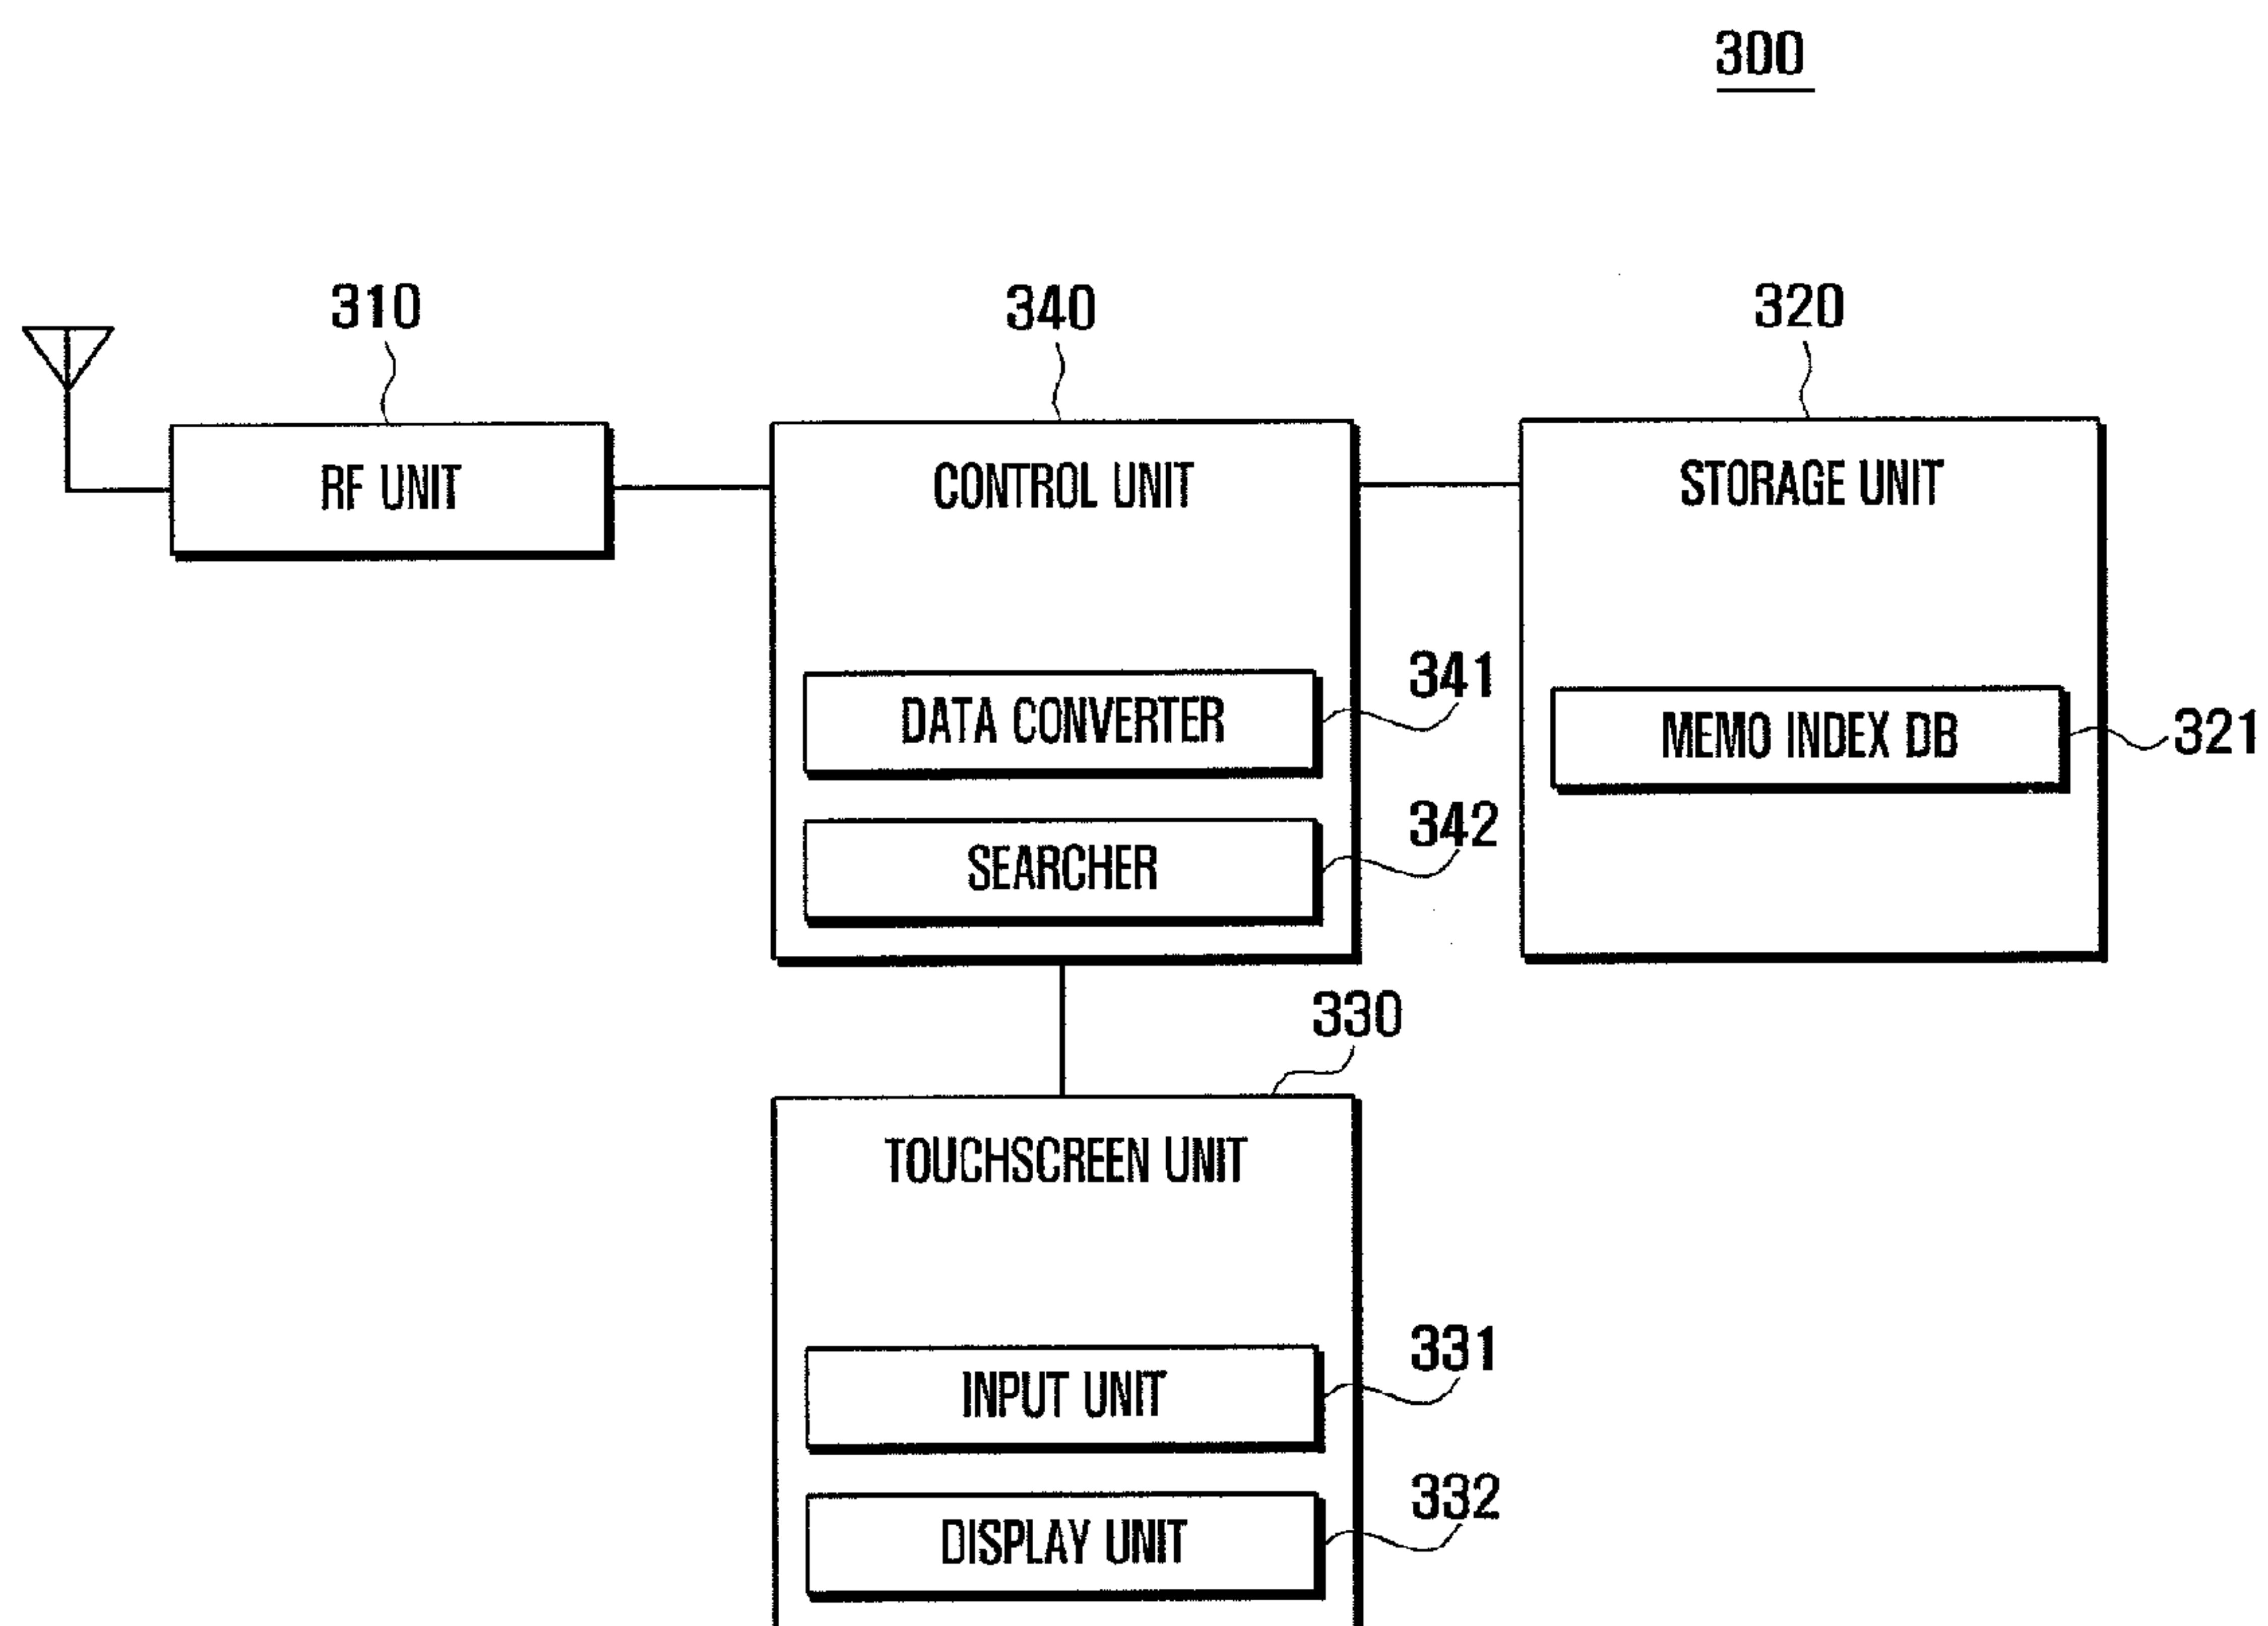 300
310
340
320
RF UNIT
CONTROL UNIT
STORAGE UNIT
341
DATA CONVERTER
MEMO INDEX DB
321
342
SEARCHER
330
TOUCHSCREEN UNIT
331
INPUT UNIT
332
DISPLAY UNIT